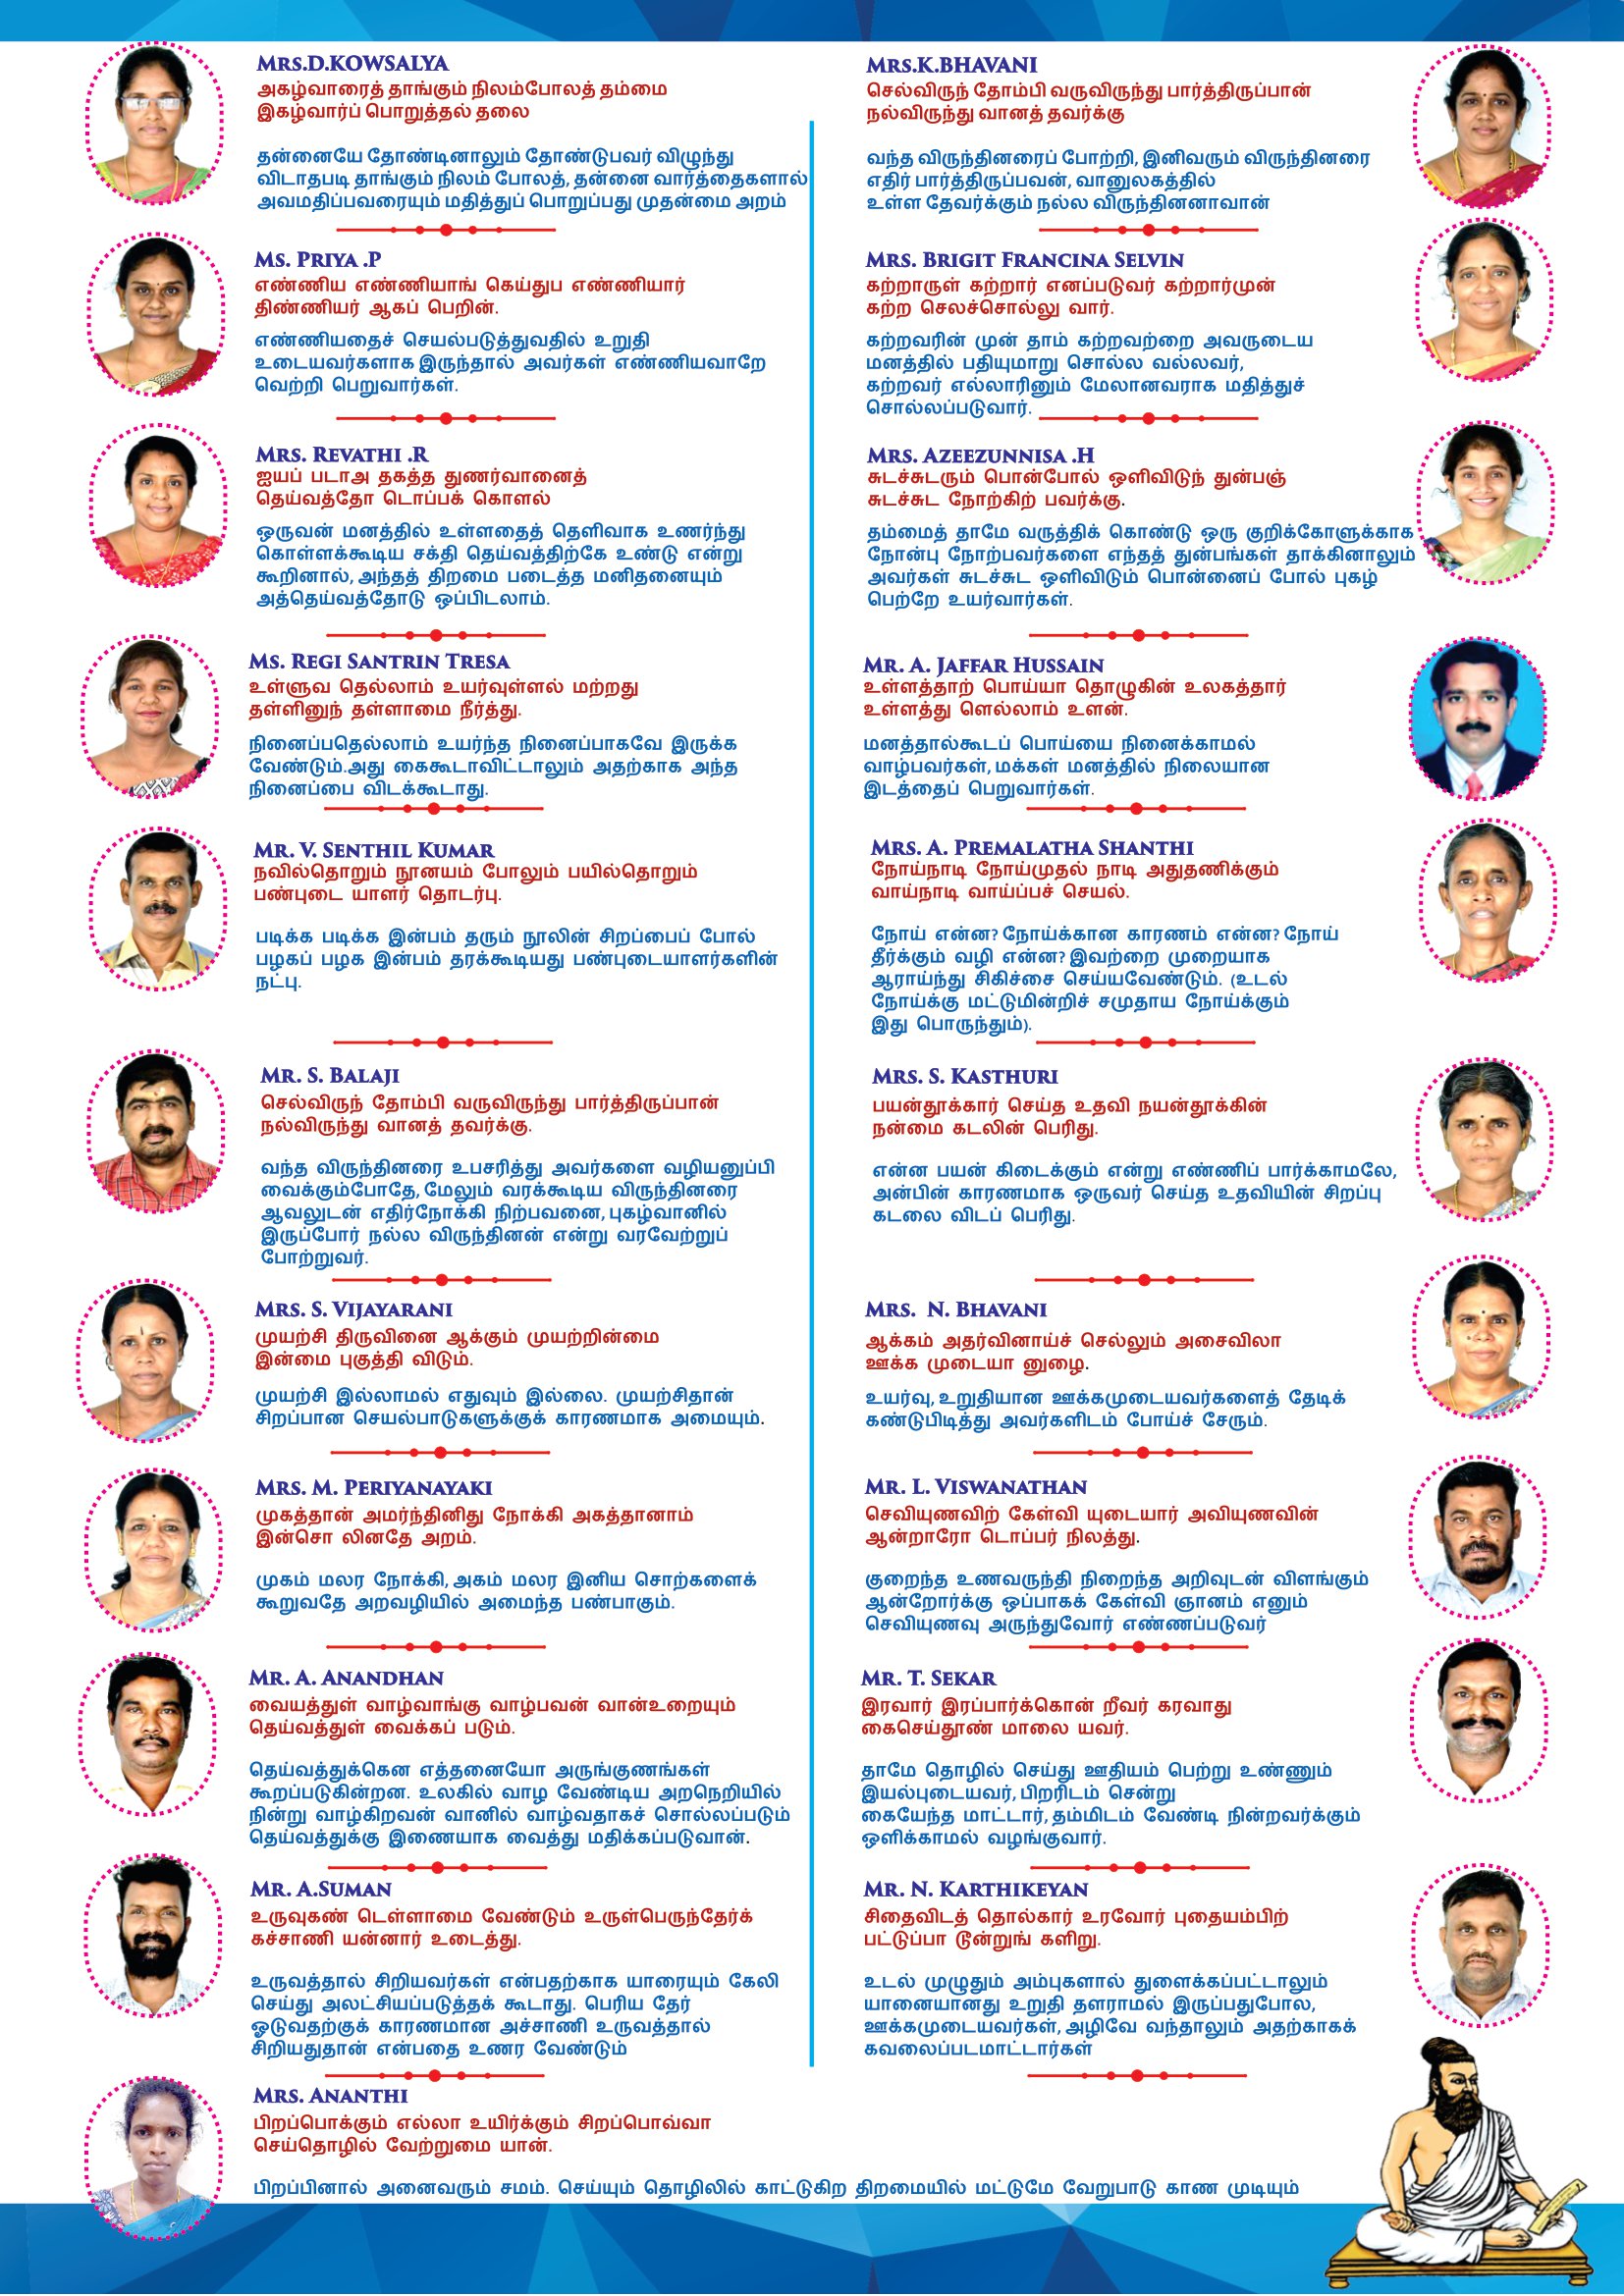 MRS.D.KOWSALYA
அகழ்வாரைத் தாங்கும் நிலம்போலத் தம்மை
இகழ்வார்ப் பொறுத்தல் தலை
தன்னையே தோண்டினாலும் தோண்டுபவர் விழுந்து
விடாதபடி தாங்கும் நிலம் போலத், தன்னை வார்த்தைகளால்
அவமதிப்பவரையும் மதித்துப் பொறுப்பது முதன்மை அறம்
MS. PRIYA .P
எண்ணிய எண்ணியாங் கெய்துப எண்ணியார்
திண்ணியர் ஆகப் பெறின்.
எண்ணியதைச் செயல்படுத்துவதில் உறுதி
உடையவர்களாக இருந்தால் அவர்கள் எண்ணியவாறே
வெற்றி பெறுவார்கள்.
MRS. REVATHI .R
ஐயப் படாஅ தகத்த துணர்வானைத்
தெய்வத்தோ டொப்பக் கொளல்
ஒருவன் மனத்தில் உள்ளதைத் தெளிவாக உணர்ந்து
கொள்ளக்கூடிய சக்தி தெய்வத்திற்கே உண்டு என்று
கூறினால், அந்தத் திறமை படைத்த மனிதனையும்
அத்தெய்வத்தோடு ஒப்பிடலாம்.
MS. REGI SANTRIN TRESA
உள்ளுவ தெல்லாம் உயர்வுள்ளல் மற்றது
தள்ளினுந் தள்ளாமை நீர்த்து.
நினைப்பதெல்லாம் உயர்ந்த நினைப்பாகவே இருக்க
வேண்டும்.அது கைகூடாவிட்டாலும் அதற்காக அந்த
நினைப்பை விடக்கூடாது.
MR. V. SENTHIL KUMAR
நவில்தொறும் நூனயம் போலும் பயில்தொறும்
பண்புடை யாளர் தொடர்பு.
படிக்க படிக்க இன்பம் தரும் நூலின் சிறப்பைப் போல்
பழகப் பழக இன்பம் தரக்கூடியது பண்புடையாளர்களின்
நட்பு.
MR. S. BALAJI
செல்விருந் தோம்பி வருவிருந்து பார்த்திருப்பான்
நல்விருந்து வானத் தவர்க்கு.
வந்த விருந்தினரை உபசரித்து அவர்களை வழியனுப்பி
வைக்கும்போதே, மேலும் வரக்கூடிய விருந்தினரை
ஆவலுடன் எதிர்நோக்கி நிற்பவனை, புகழ்வானில்
இருப்போர் நல்ல விருந்தினன் என்று வரவேற்றுப்
போற்றுவர்.
MRS. S. VIJAYARANI
முயற்சி திருவினை ஆக்கும் முயற்றின்மை
இன்மை புகுத்தி விடும்.
முயற்சி இல்லாமல் எதுவும் இல்லை. முயற்சிதான்
சிறப்பான செயல்பாடுகளுக்குக் காரணமாக அமையும்.
MRS. M. PERIYANAYAKI
முகத்தான் அமர்ந்தினிது நோக்கி அகத்தானாம்
இன்சொ லினதே அறம்.
முகம் மலர நோக்கி, அகம் மலர இனிய சொற்களைக்
கூறுவதே அறவழியில் அமைந்த பண்பாகும்.
MR. A. ANANDHAN
வையத்துள் வாழ்வாங்கு வாழ்பவன் வான்உறையும்
தெய்வத்துள் வைக்கப் படும்.
தெய்வத்துக்கென எத்தனையோ அருங்குணங்கள்
கூறப்படுகின்றன. உலகில் வாழ வேண்டிய அறநெறியில்
நின்று வாழ்கிறவன் வானில் வாழ்வதாகச் சொல்லப்படும்
தெய்வத்துக்கு இணையாக வைத்து மதிக்கப்படுவான்.
MR. A.SUMAN
உருவுகண் டெள்ளாமை வேண்டும் உருள்பெருந்தேர்க்
கச்சாணி யன்னார் உடைத்து.
உருவத்தால் சிறியவர்கள் என்பதற்காக யாரையும் கேலி
செய்து அலட்சியப்படுத்தக் கூடாது. பெரிய தேர்
ஓடுவதற்குக் காரணமான அச்சாணி உருவத்தால்
சிறியதுதான் என்பதை உணர வேண்டும்
MRS. ANANTHI
பிறப்பொக்கும் எல்லா உயிர்க்கும் சிறப்பொவ்வா
செய்தொழில் வேற்றுமை யான்.
பிறப்பினால் அனைவரும் சமம். செய்யும் தொழிலில் காட்டுகிற திறமையில் மட்டுமே வேறுபாடு காண முடியும்
MRS.K.BHAVANI
செல்விருந் தோம்பி வருவிருந்து பார்த்திருப்பான்
நல்விருந்து வானத் தவர்க்கு
வந்த விருந்தினரைப் போற்றி, இனிவரும் விருந்தினரை
எதிர் பார்த்திருப்பவன், வானுலகத்தில்
உள்ள தேவர்க்கும் நல்ல விருந்தினனாவான்
MRS. BRIGIT FRANCINA SELVIN
கற்றாருள் கற்றார் எனப்படுவர் கற்றார்முன்
கற்ற செலச்சொல்லு வார்.
கற்றவரின் முன் தாம் கற்றவற்றை அவருடைய
மனத்தில் பதியுமாறு சொல்ல வல்லவர்,
கற்றவர் எல்லாரினும் மேலானவராக மதித்துச்
சொல்லப்படுவார்.
MRS. AZEEZUNNISA .H
சுடச்சுடரும் பொன்போல் ஒளிவிடுந் துன்பஞ்
சுடச்சுட நோற்கிற் பவர்க்கு.
தம்மைத் தாமே வருத்திக் கொண்டு ஒரு குறிக்கோளுக்காக
நோன்பு நோற்பவர்களை எந்தத் துன்பங்கள் தாக்கினாலும்
அவர்கள் சுடச்சுட ஒளிவிடும் பொன்னைப் போல் புகழ்
பெற்றே உயர்வார்கள்.
MR. A. JAFFAR HUSSAIN
உள்ளத்தாற் பொய்யா தொழுகின் உலகத்தார்
உள்ளத்து ளெல்லாம் உளன்.
மனத்தால்கூடப் பொய்யை நினைக்காமல்
வாழ்பவர்கள், மக்கள் மனத்தில் நிலையான
இடத்தைப் பெறுவார்கள்.
MRS. A. PREMALATHA SHANTHI
நோய்நாடி நோய்முதல் நாடி அதுதணிக்கும்
வாய்நாடி வாய்ப்பச் செயல்.
நோய் என்ன? நோய்க்கான காரணம் என்ன? நோய்
தீர்க்கும் வழி என்ன? இவற்றை முறையாக
ஆராய்ந்து சிகிச்சை செய்யவேண்டும். (உடல்
நோய்க்கு மட்டுமின்றிச் சமுதாய நோய்க்கும்
இது பொருந்தும்).
MRS. S. KASTHURI
பயன்தூக்கார் செய்த உதவி நயன்தூக்கின்
நன்மை கடலின் பெரிது.
என்ன பயன் கிடைக்கும் என்று எண்ணிப் பார்க்காமலே,
அன்பின் காரணமாக ஒருவர் செய்த உதவியின் சிறப்பு
கடலை விடப் பெரிது.
MRS. N. BHAVANI
ஆக்கம் அதர்வினாய்ச் செல்லும் அசைவிலா
ஊக்க முடையா னுழை.
உயர்வு, உறுதியான ஊக்கமுடையவர்களைத் தேடிக்
கண்டுபிடித்து அவர்களிடம் போய்ச் சேரும்.
MR. L. VISWANATHAN
செவியுணவிற் கேள்வி யுடையார் அவியுணவின்
ஆன்றாரோ டொப்பர் நிலத்து.
குறைந்த உணவருந்தி நிறைந்த அறிவுடன் விளங்கும்
ஆன்றோர்க்கு ஒப்பாகக் கேள்வி ஞானம் எனும்
செவியுணவு அருந்துவோர் எண்ணப்படுவர்
MR. T. SEKAR
இரவார் இரப்பார்க்கொன் றீவர் கரவாது
கைசெய்தூண் மாலை யவர்.
தாமே தொழில் செய்து ஊதியம் பெற்று உண்ணும்
இயல்புடையவர், பிறரிடம் சென்று
கையேந்த மாட்டார், தம்மிடம் வேண்டி நின்றவர்க்கும்
ஒளிக்காமல் வழங்குவார்.
MR. N. KARTHIKEYAN
சிதைவிடத் தொல்கார் உரவோர் புதையம்பிற்
பட்டுப்பா டூன்றுங் களிறு.
உடல் முழுதும் அம்புகளால் துளைக்கப்பட்டாலும்
யானையானது உறுதி தளராமல் இருப்பதுபோல,
ஊக்கமுடையவர்கள், அழிவே வந்தாலும் அதற்காகக்
கவலைப்படமாட்டார்கள்